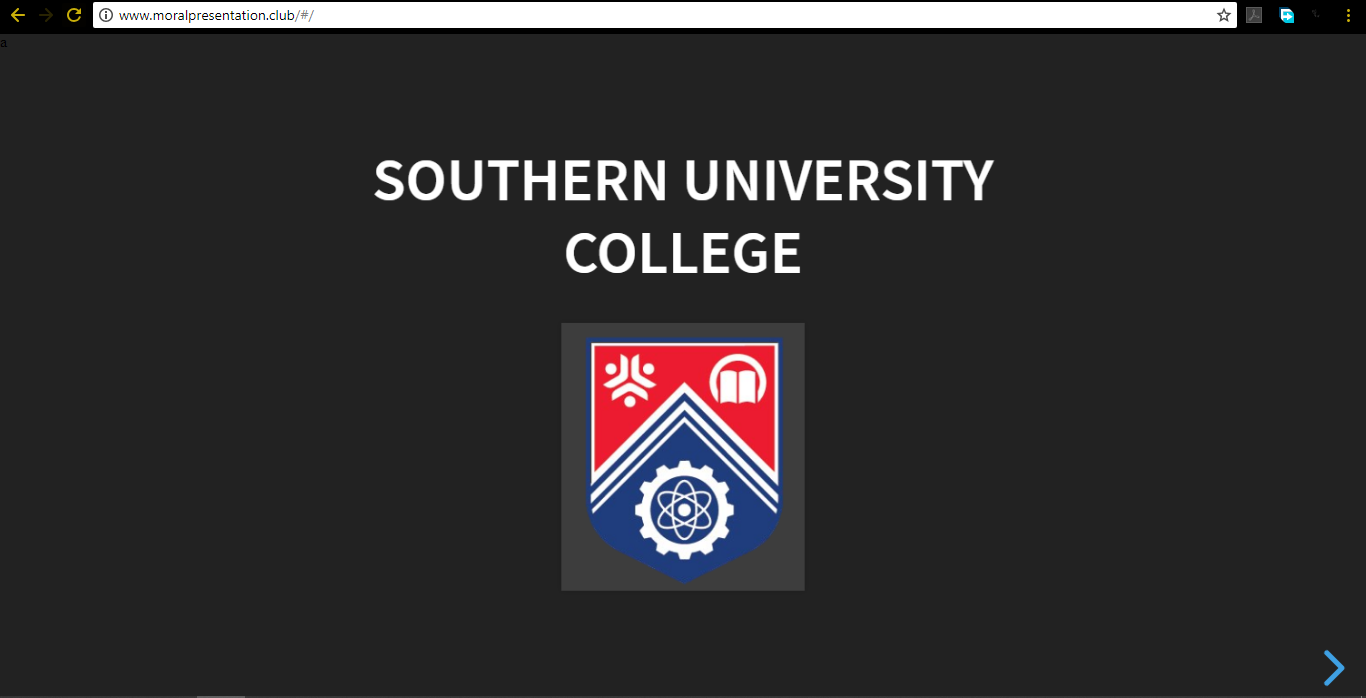 www.moralpresentation.club/#/
a
SOUTHERN UNIVERSITY
COLLEGE